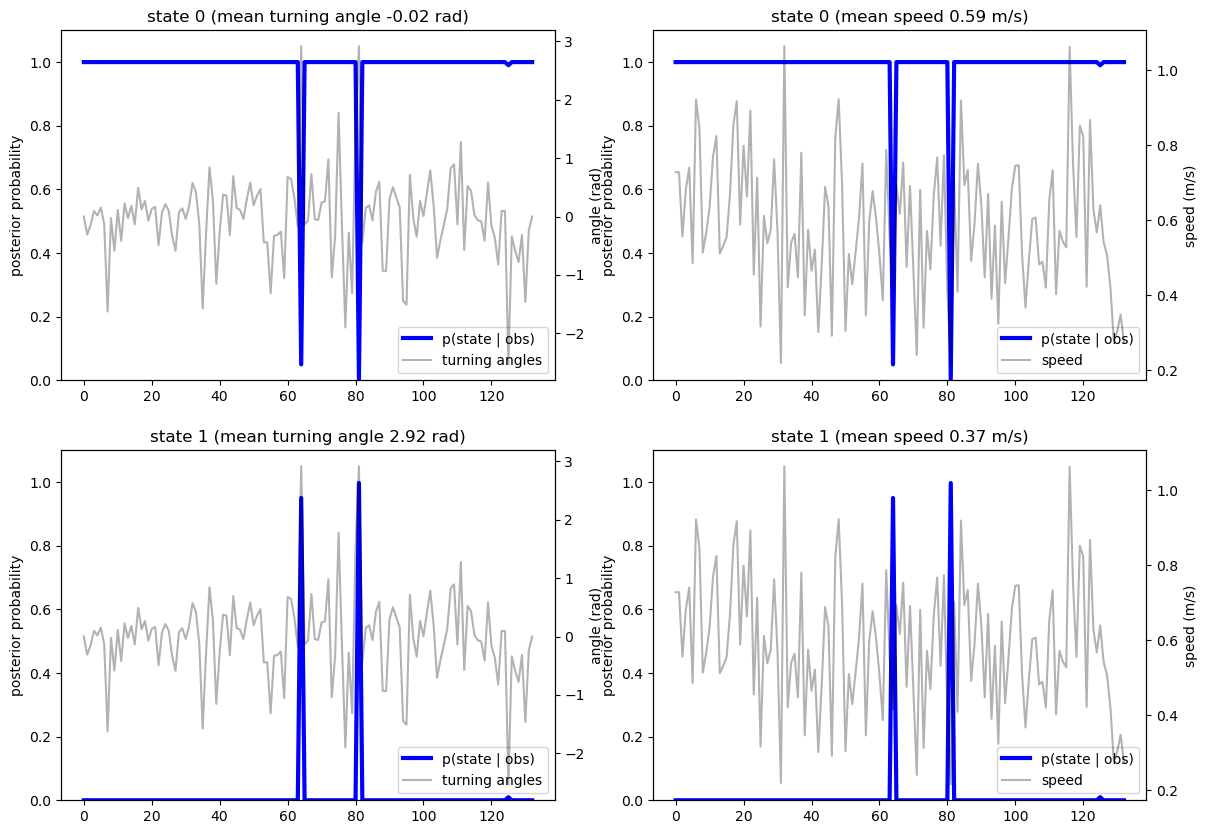 state 0 (mean turning angle -0.02 rad)
1.0
0.8
0.6
0.4
0.2
0.0
posterior probability
0 20 40 60 80 100 120
3
2
1
0
−1
−2
angle (rad)
p(state | obs)
turning angles
state 0 (mean speed 0.59 m/s)
1.0
0.8
0.6
0.4
0.2
0.0
posterior probability
0 20 40 60 80 100 120
1.0
0.8
0.6
0.4
0.2
speed (m/s)
p(state | obs)
speed
state 1 (mean turning angle 2.92 rad)
1.0
0.8
0.6
0.4
0.2
0.0
posterior probability
0 20 40 60 80 100 120
3
2
1
0
−1
−2
angle (rad)
p(state | obs)
turning angles
state 1 (mean speed 0.37 m/s)
1.0
0.8
0.6
0.4
0.2
0.0
posterior probability
0 20 40 60 80 100 120
1.0
0.8
0.6
0.4
0.2
speed (m/s)
p(state | obs)
speed